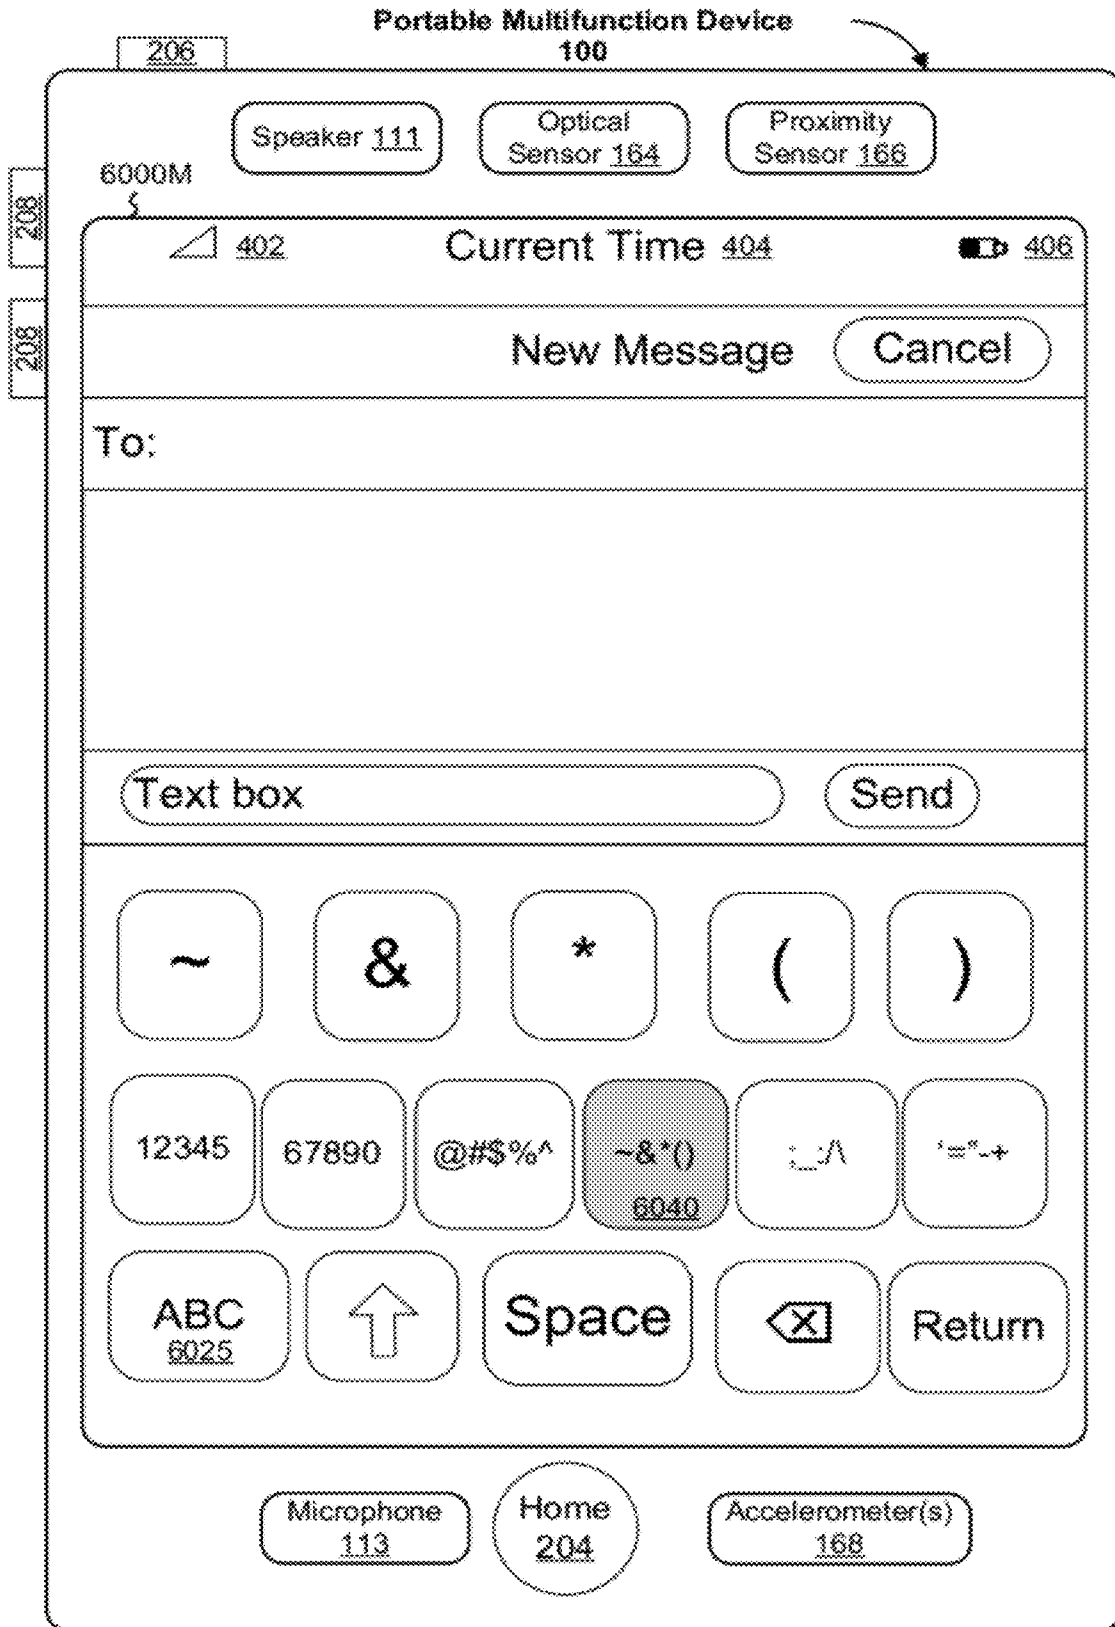 Portable Multifunction Device
100
206
Speaker 111
Optical
Sensor 164
Proximity
Sensor 166
6000M
208
402
Current Time 404
406
208
New Message
Cancel
To:
Text box
Send
~
&
*
(
)
12345
67890
@#$%^
~&*()
6040
;_:/\
'="-+
ABC
6025
Space
Return
Microphone
113
Home
204
Accelerometer(s)
168